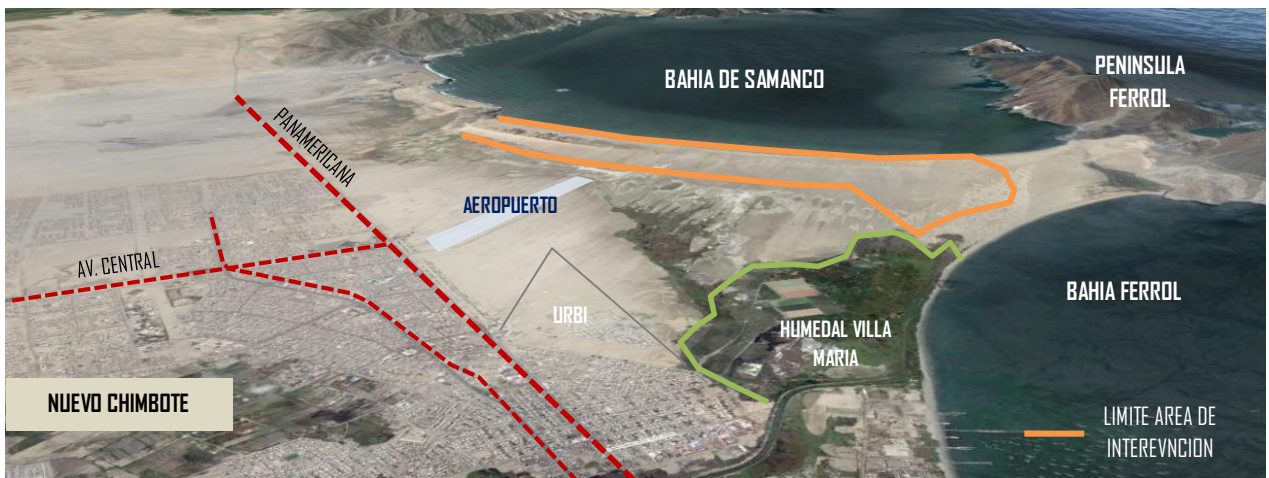 BAHIA DE SAMANCO
PENINSULA
FERROL
PANAMERICANA
AEROPUERTO
AV. CENTRAL
BAHIA FERROL
URBI
HUMEDAL VILLA
MARIA
NUEVO CHIMBOTE
LIMITE AREA DE
INTEREVNCION